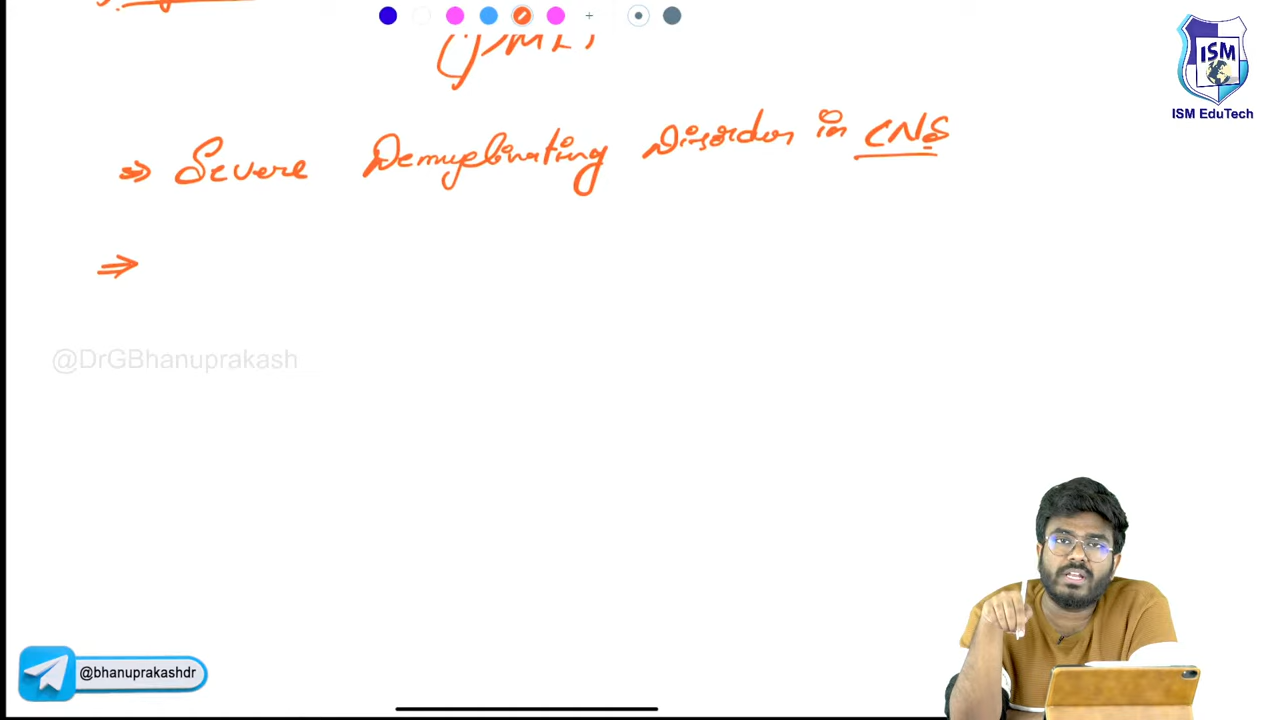 ISM
ISM EduTech
(PML)
⇒ Severe Demyelinating Disorder in CNS
⇒
@DrGBhanuprakash
@bhanuprakashdr